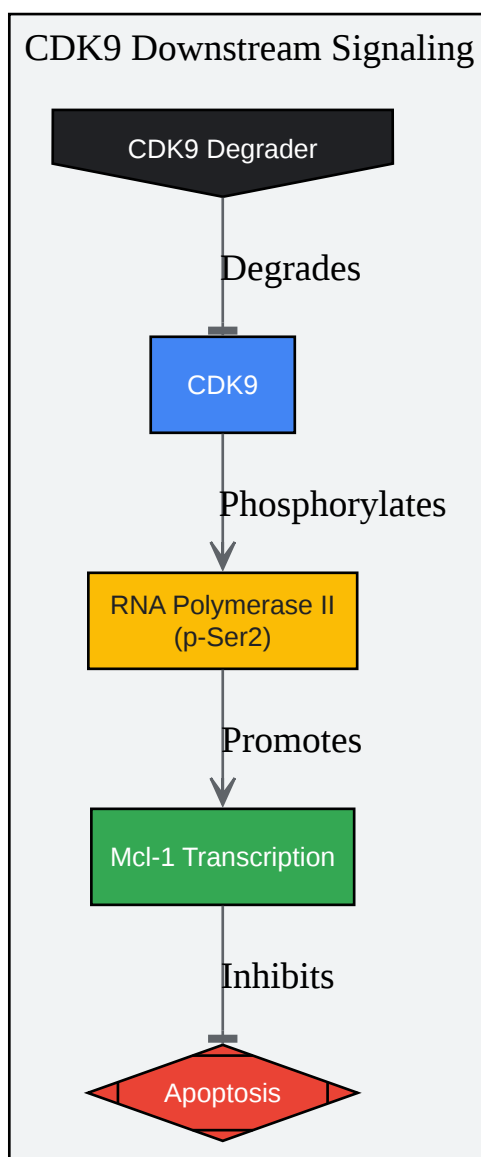 CDK9 Downstream Signaling
CDK9 Degrader
Degrades
CDK9
Phosphorylates
RNA Polymerase II
(p-Ser2)
Promotes
Mcl-1 Transcription
Inhibits
Apoptosis